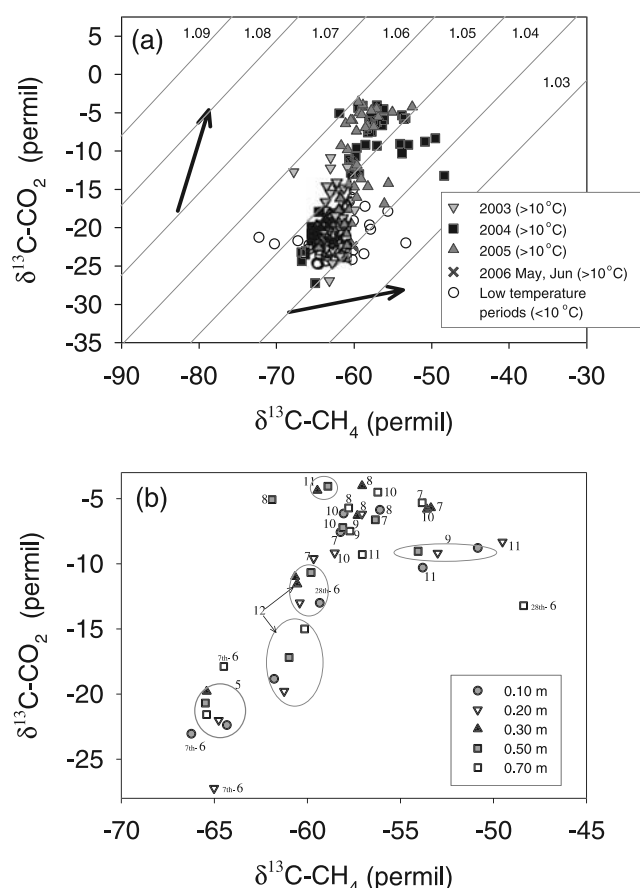 (a)
1.09 1.08 1.07 1.06 1.05 1.04
1.03
5
0
-5
-10
-15
-20
-25
-30
-35
δ13C-CO2 (permil)
2003 (>10°C)
2004 (>10°C)
2005 (>10°C)
2006 May, Jun (>10°C)
Low temperature
periods (<10°C)
-90 -80 -70 -60 -50 -40 -30
δ13C-CH4 (permil)
(b)
-5
-10
-15
-20
-25
δ13C-CO2 (permil)
11 8 10 7
8 8 10 8 7
10 9 7 10
7 9 9 11
7 10 11 11
12 28th-6 28th-6
7th-6
5
7th-6
7th-6
0.10 m
0.20 m
0.30 m
0.50 m
0.70 m
-70 -65 -60 -55 -50 -45
δ13C-CH4 (permil)